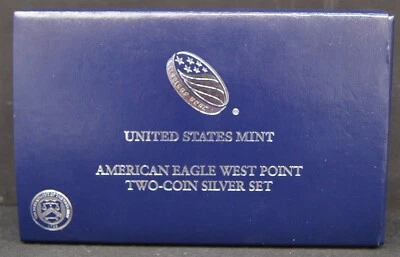 ®
UNITED STATES MINT
AMERICAN EAGLE WEST POINT
TWO-COIN SILVER SET